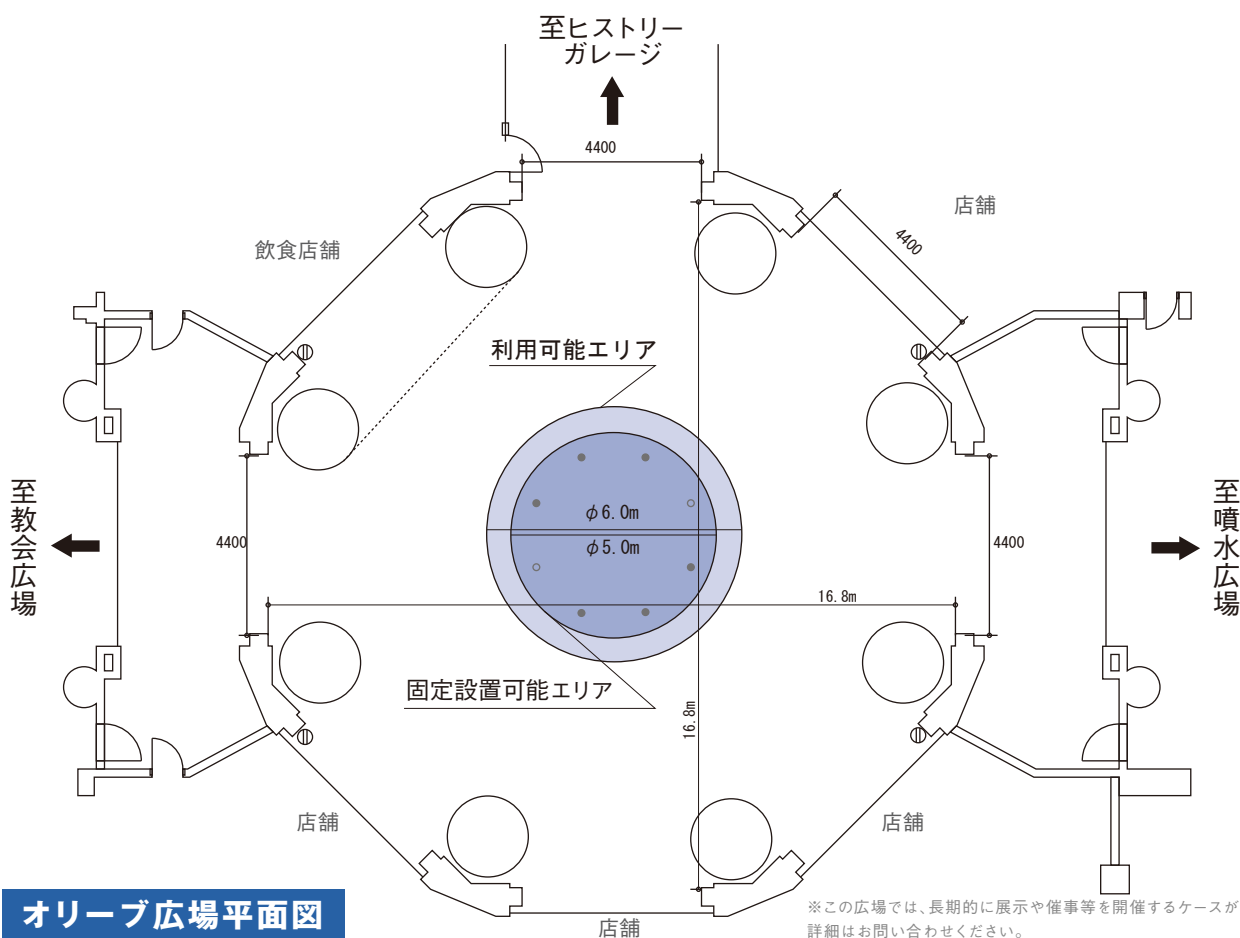 至ヒストリー
ガレージ
4400
店舗
4400
飲食店舗
利用可能エリア
至教会広場
4400
φ6.0m
φ5.0m
4400
至噴水広場
16.8m
固定設置可能エリア
16.8m
店舗
店舗
オリーブ広場平面図
店舗
※この広場では、長期的に展示や催事等を開催するケースが
詳細はお問い合わせください。